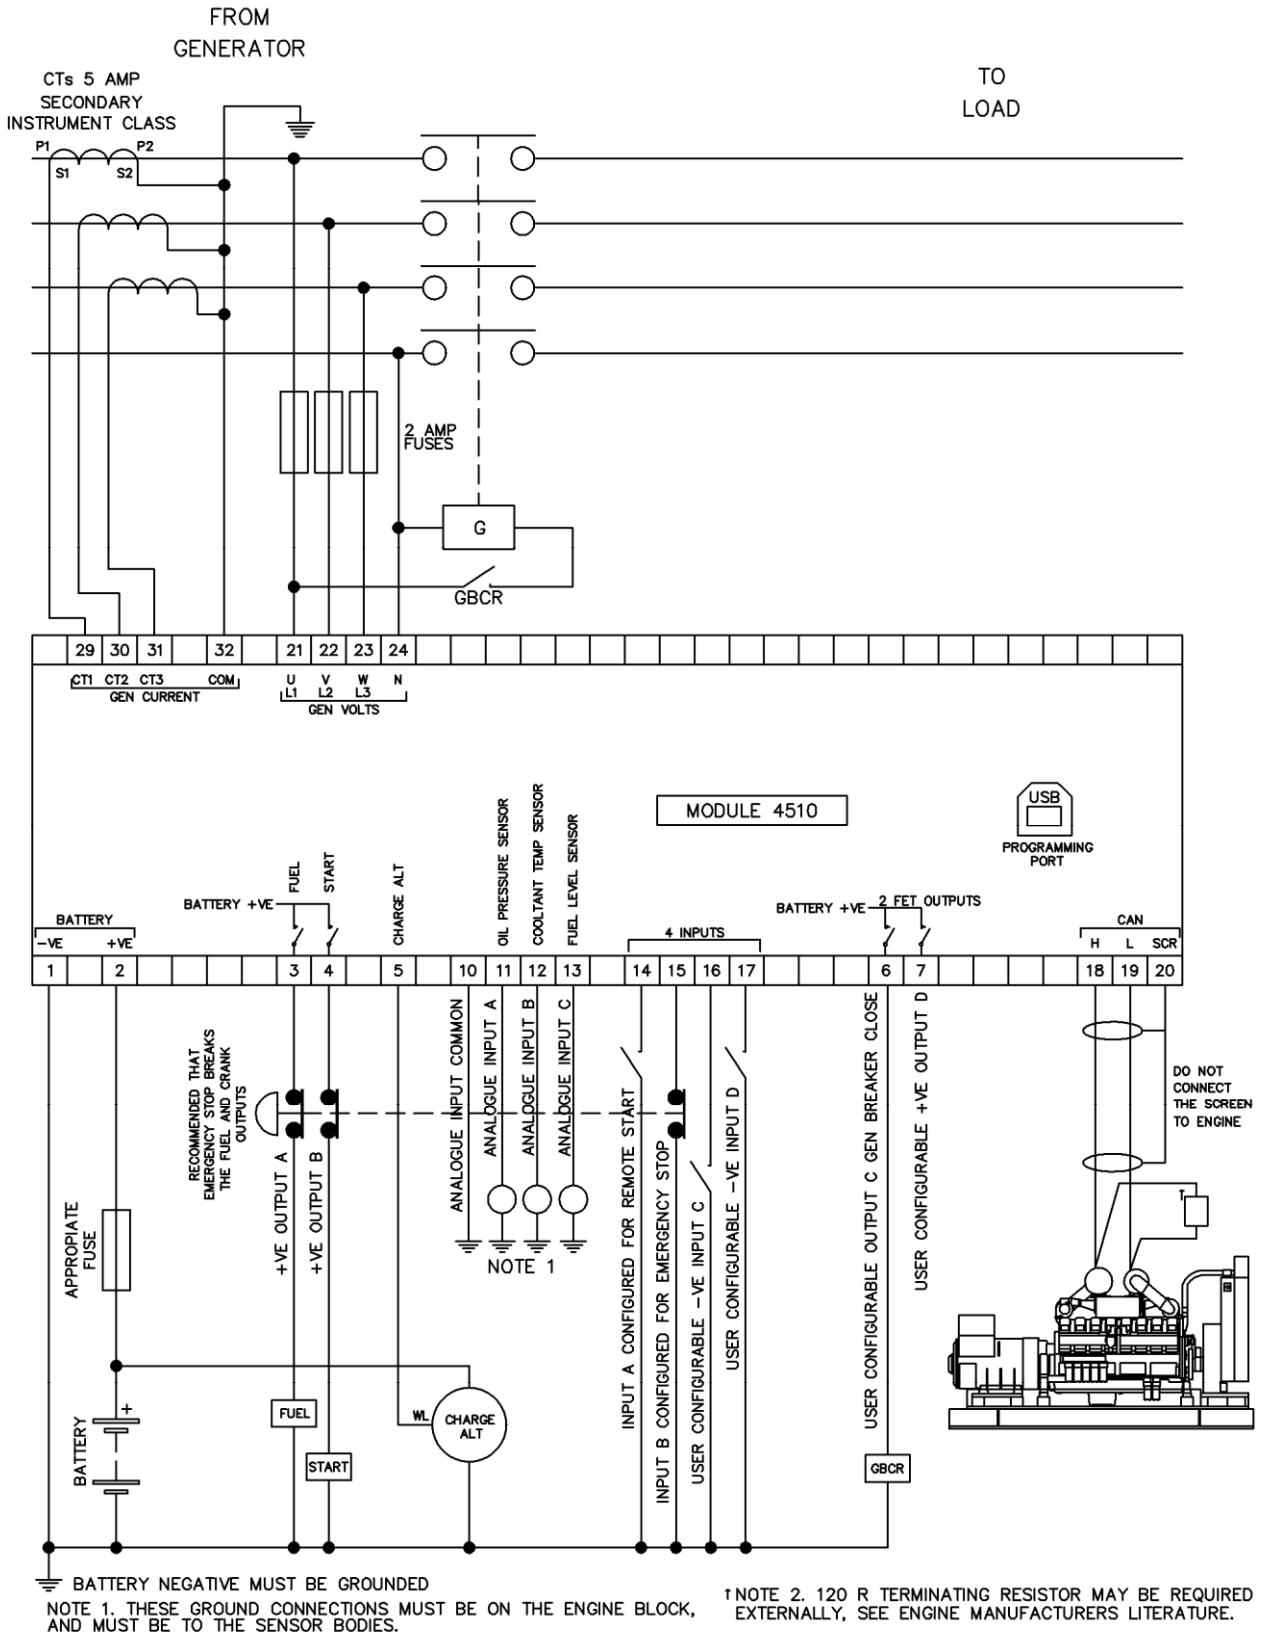 FROM
GENERATOR
CTs 5 AMP
SECONDARY
INSTRUMENT CLASS
TO
LOAD
P1
P2
S1
S2
2 AMP
FUSES
G
GBCR
29 30 31 32 21 22 23 24
CT1 CT2 CT3 COM
GEN CURRENT
U V W N
L1 L2 L3
GEN VOLTS
MODULE 4510
USB
PROGRAMMING
PORT
FUEL
START
CHARGE ALT
OIL PRESSURE SENSOR
COOLTANT TEMP SENSOR
FUEL LEVEL SENSOR
BATTERY +VE
BATTERY +VE
2 FET OUTPUTS
BATTERY
-VE +VE
4 INPUTS
CAN
H L SCR
1 2 3 4 5 10 11 12 13 14 15 16 17 6 7 18 19 20
RECOMMENDED THAT
EMERGENCY STOP BREAKS
THE FUEL AND CRANK
OUTPUTS
+VE OUTPUT A
+VE OUTPUT B
ANALOGUE INPUT COMMON
ANALOGUE INPUT A
ANALOGUE INPUT B
ANALOGUE INPUT C
NOTE 1
INPUT A CONFIGURED FOR REMOTE START
INPUT B CONFIGURED FOR EMERGENCY STOP
USER CONFIGURABLE -VE INPUT C
USER CONFIGURABLE -VE INPUT D
USER CONFIGURABLE OUTPUT C GEN BREAKER CLOSE
USER CONFIGURABLE +VE OUTPUT D
DO NOT
CONNECT
THE SCREEN
TO ENGINE
†
APPROPIATE
FUSE
+
BATTERY
FUEL
START
WL
CHARGE
ALT
GBCR
BATTERY NEGATIVE MUST BE GROUNDED
NOTE 1. THESE GROUND CONNECTIONS MUST BE ON THE ENGINE BLOCK,
AND MUST BE TO THE SENSOR BODIES.
†NOTE 2. 120 R TERMINATING RESISTOR MAY BE REQUIRED
EXTERNALLY, SEE ENGINE MANUFACTURERS LITERATURE.